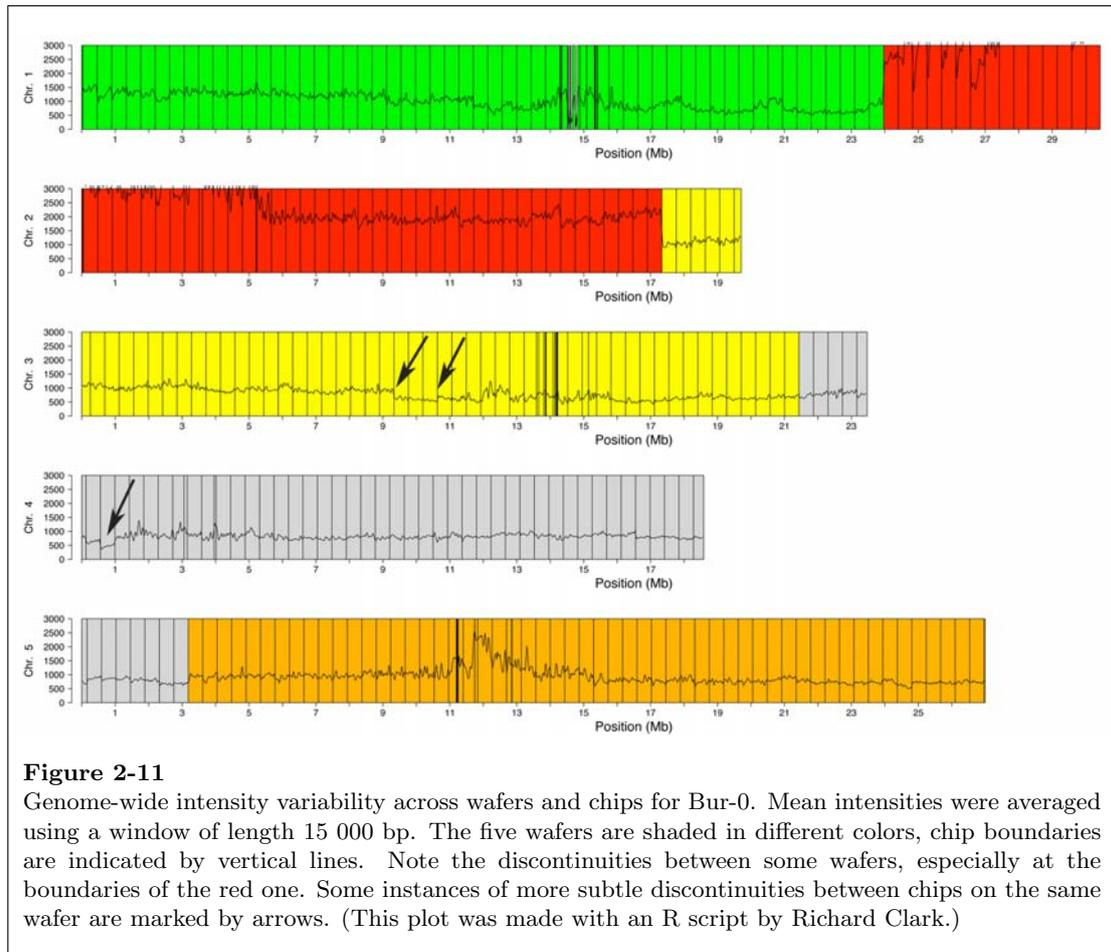 3000
2500
2000
1500
1000
500
0
Chr. 1
1 3 5 7 9 11 13 15 17 19 21 23 25 27 29
Position (Mb)
3000
2500
2000
1500
1000
500
0
Chr. 2
1 3 5 7 9 11 13 15 17 19
Position (Mb)
3000
2500
2000
1500
1000
500
0
Chr. 3
1 3 5 7 9 11 13 15 17 19 21 23
Position (Mb)
3000
2500
2000
1500
1000
500
0
Chr. 4
1 3 5 7 9 11 13 15 17
Position (Mb)
3000
2500
2000
1500
1000
500
0
Chr. 5
1 3 5 7 9 11 13 15 17 19 21 23 25
Position (Mb)
Figure 2-11
Genome-wide intensity variability across wafers and chips for Bur-0. Mean intensities were averaged
using a window of length 15 000 bp. The five wafers are shaded in different colors, chip boundaries
are indicated by vertical lines. Note the discontinuities between some wafers, especially at the
boundaries of the red one. Some instances of more subtle discontinuities between chips on the same
wafer are marked by arrows. (This plot was made with an R script by Richard Clark.)